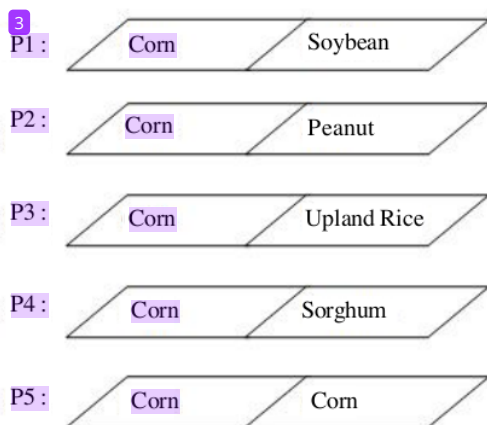 3
P1 : Corn Soybean
P2 : Corn Peanut
P3 : Corn Upland Rice
P4 : Corn Sorghum
P5 : Corn Corn